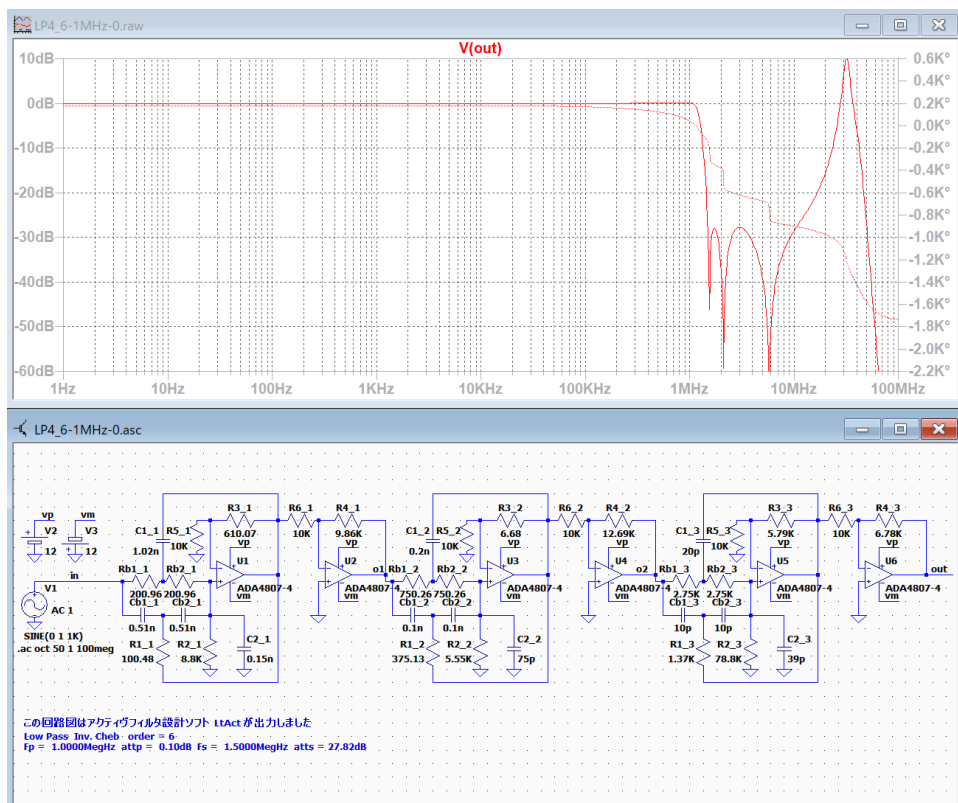 LP4_6-1MHz-0.raw
V(out)
10dB
0dB
-10dB
-20dB
-30dB
-40dB
-50dB
-60dB
0.6K°
0.4K°
0.2K°
0.0K°
-0.2K°
-0.4K°
-0.6K°
-0.8K°
-1.0K°
-1.2K°
-1.4K°
-1.6K°
-1.8K°
-2.0K°
-2.2K°
1Hz 10Hz 100Hz 1KHz 10KHz 100KHz 1MHz 10MHz 100MHz
LP4_6-1MHz-0.asc
vp vm
V2 V3
12 12
in
V1
AC 1
SINE(0 1 1K)
.ac oct 50 1 100meg
C1_1
1.02n
R5_1
10K
R3_1
610.07
vp
U1
ADA4807-4
vm
Rb1_1
200.96
Rb2_1
200.96
Cb1_1
0.51n
Cb2_1
0.51n
R1_1
100.48
R2_1
8.8K
C2_1
0.15n
R6_1
10K
R4_1
9.86K
vp
U2
ADA4807-4
vm
o1
C1_2
0.2n
R5_2
10K
R3_2
6.68
vp
U3
ADA4807-4
vm
Rb1_2
750.26
Rb2_2
750.26
Cb1_2
0.1n
Cb2_2
0.1n
R1_2
375.13
R2_2
5.55K
C2_2
75p
R6_2
10K
R4_2
12.69K
vp
U4
ADA4807-4
vm
o2
C1_3
20p
R5_3
10K
R3_3
5.79K
vp
U5
ADA4807-4
vm
Rb1_3
2.75K
Rb2_3
2.75K
Cb1_3
10p
Cb2_3
10p
R1_3
1.37K
R2_3
78.8K
C2_3
39p
R6_3
10K
R4_3
6.78K
vp
U6
ADA4807-4
vm
out
この回路図はアクティヴフィルタ設計ソフト LtAct が出力しました
Low Pass Inv. Cheb order = 6
Fp = 1.0000MegHz attp = 0.10dB Fs = 1.5000MegHz atts = 27.82dB